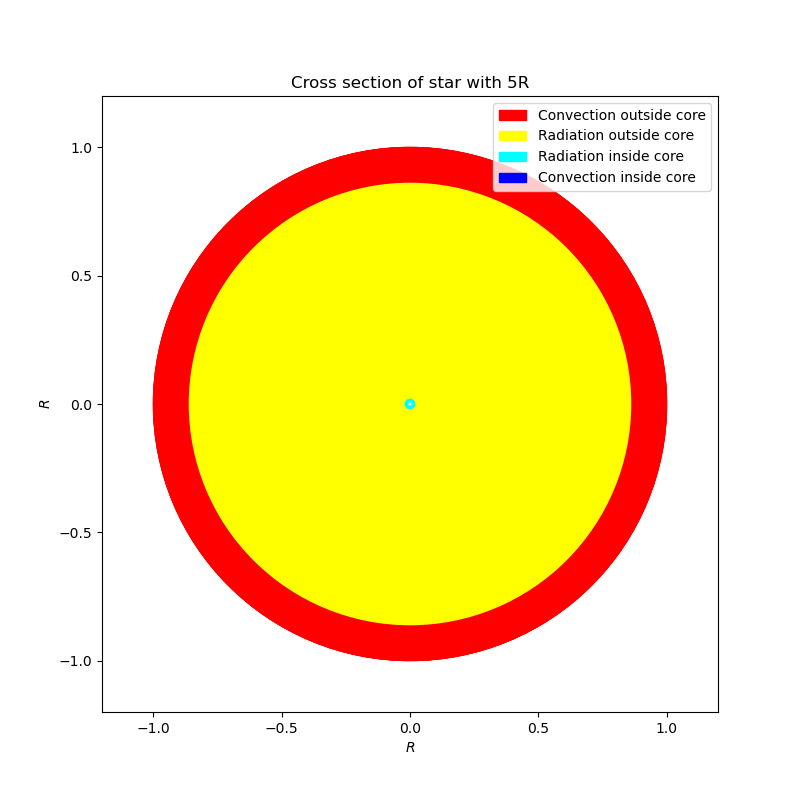 Cross section of star with 5R
Convection outside core
Radiation outside core
Radiation inside core
Convection inside core
1.0
0.5
0.0
−0.5
−1.0
R
−1.0 −0.5 0.0 0.5 1.0
R